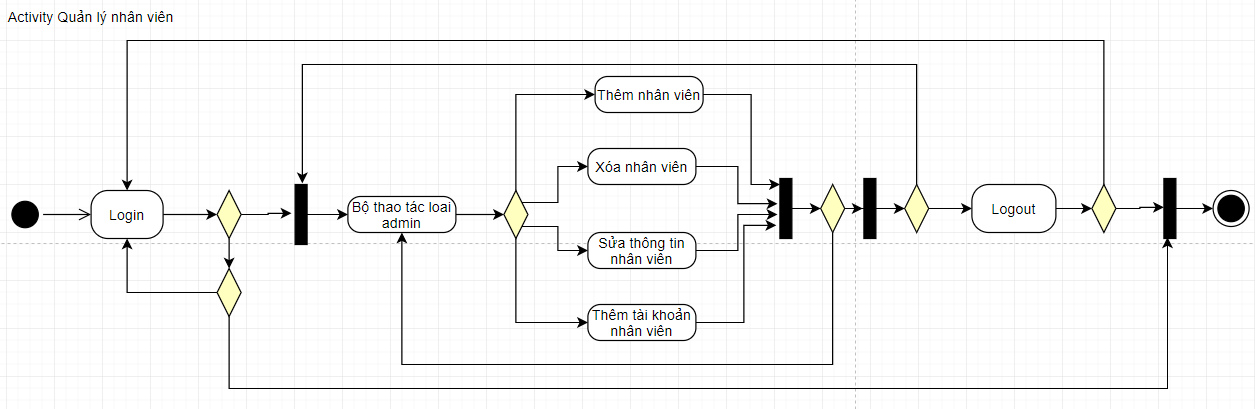 Activity Quản lý nhân viên
Thêm nhân viên
Xóa nhân viên
Login
Bộ thao tác loai
admin
Logout
Sửa thông tin
nhân viên
Thêm tài khoản
nhân viên